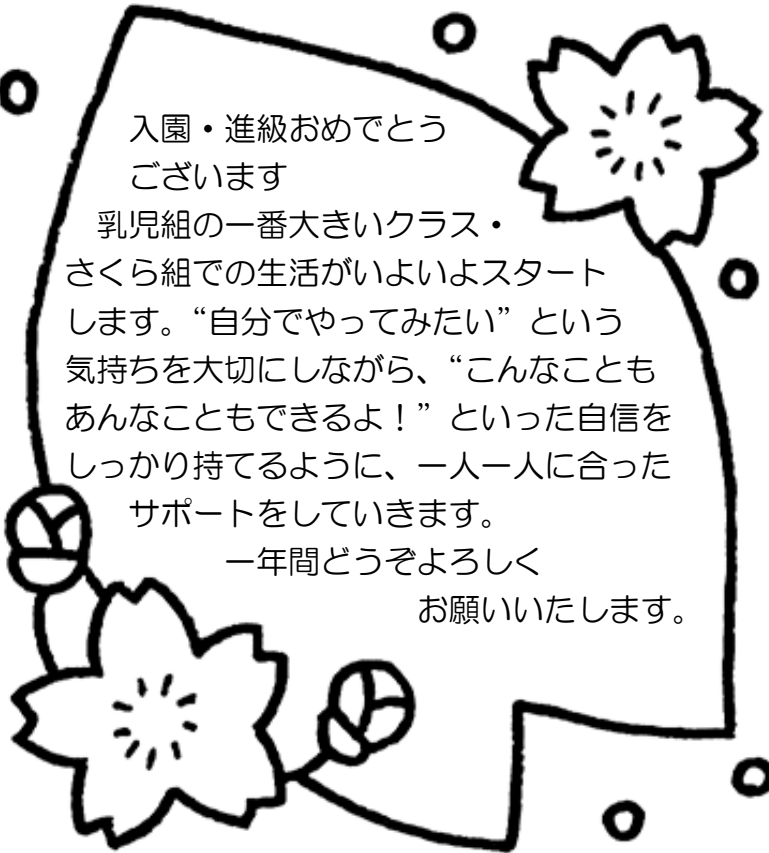 入園・進級おめでとう
ございます
乳児組の一番大きいクラス・
さくら組での生活がいよいよスタート
します。“自分でやってみたい”という
気持ちを大切にしながら、“こんなことも
あんなこともできるよ！”といった自信を
しっかり持てるように、一人一人に合った
サポートをしていきます。
一年間どうぞよろしく
お願いいたします。